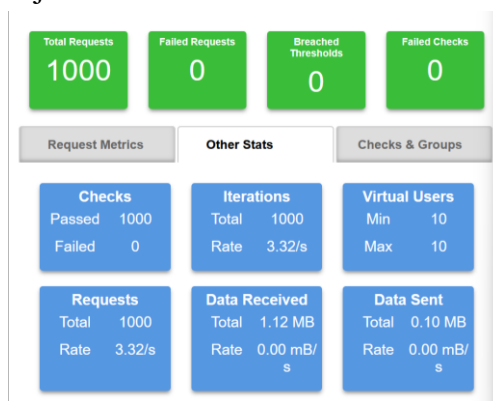 Total Requests
1000
Failed Requests
0
Breached
Thresholds
0
Failed Checks
0
Request Metrics
Other Stats
Checks & Groups
Checks
Passed 1000
Failed 0
Iterations
Total 1000
Rate 3.32/s
Virtual Users
Min 10
Max 10
Requests
Total 1000
Rate 3.32/s
Data Received
Total 1.12 MB
Rate 0.00 mB/
s
Data Sent
Total 0.10 MB
Rate 0.00 mB/
s